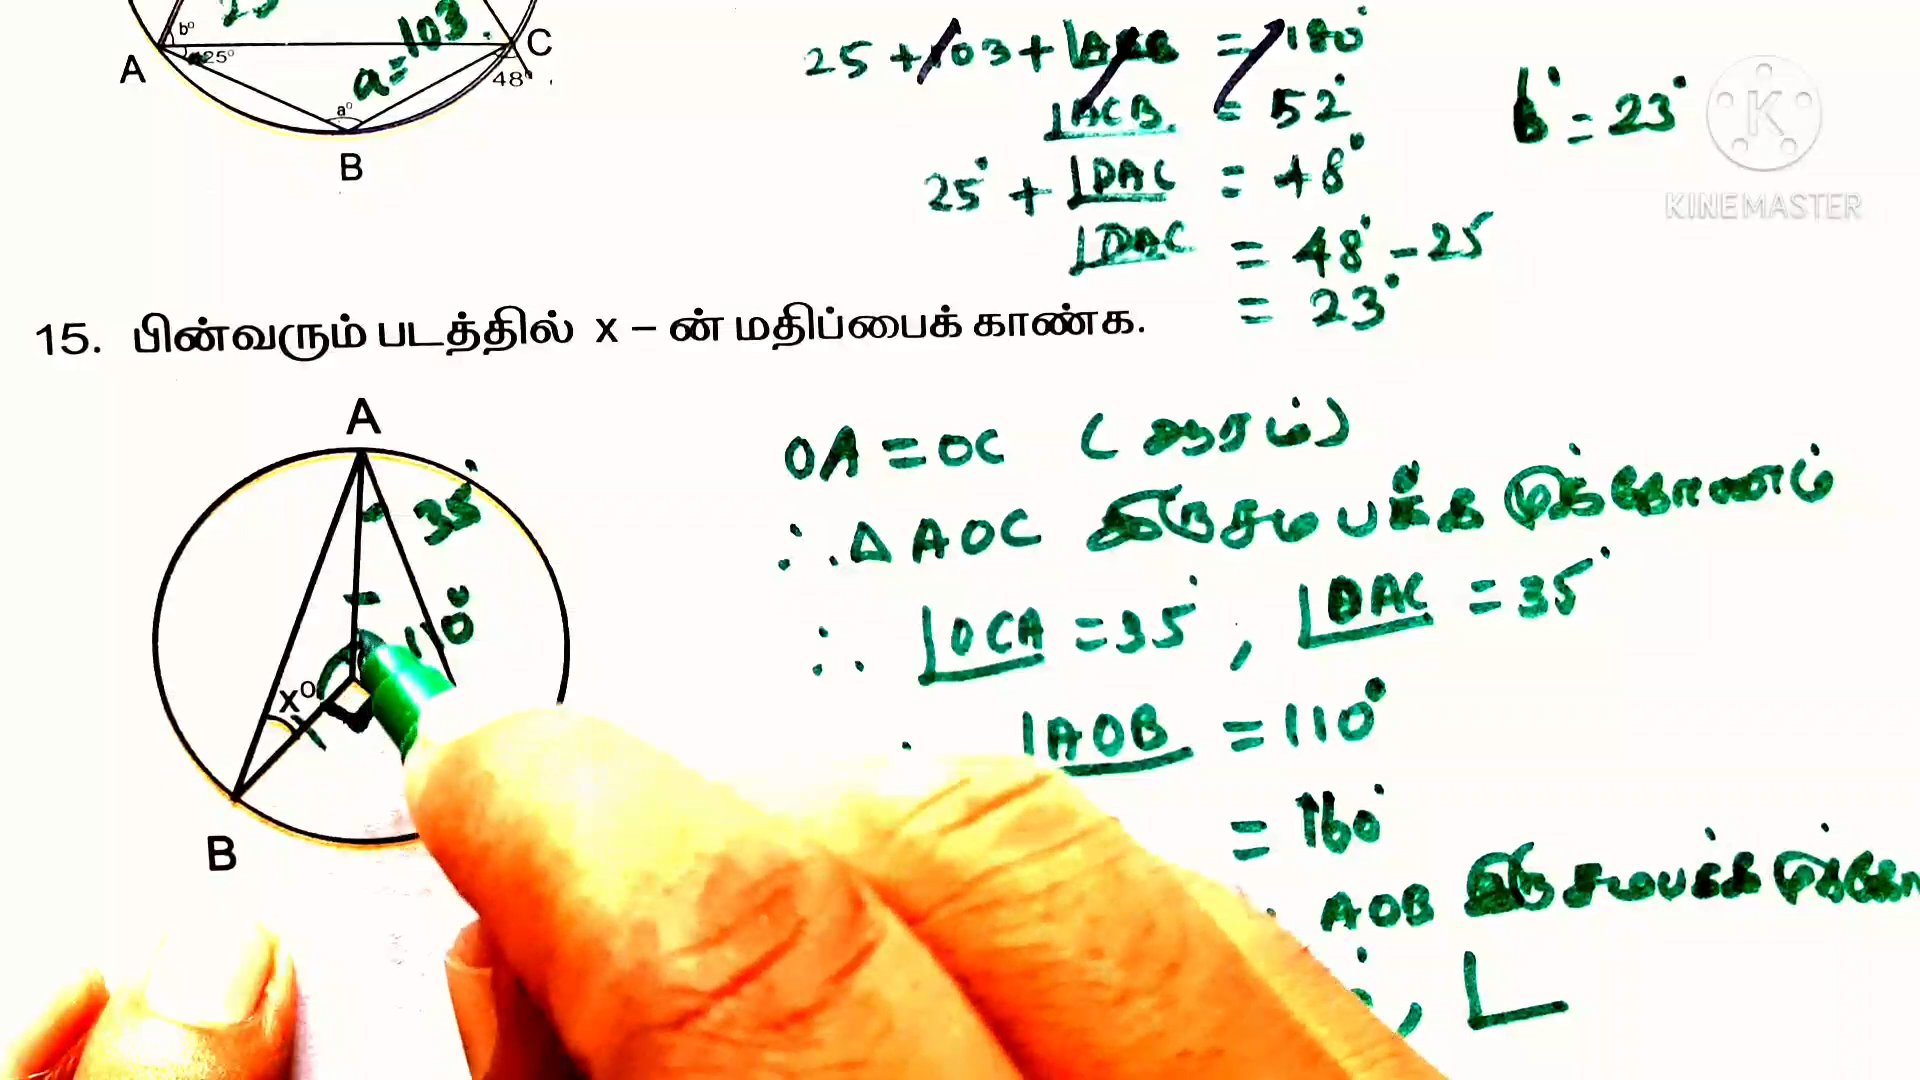 b°
25°
A
C
a=103°
48°
a°
B
25 + 103 + ∠ACB = 180°
∠ACB = 52°
25° + ∠DAC = 48°
∠DAC = 48° - 25
= 23°
b° = 23°
KINEMASTER
15. பின்வரும் படத்தில் x – ன் மதிப்பைக் காண்க.
A
35°
110°
x°
B
OA = OC (ஆரம்)
∴ △AOC இருசமபக்க முக்கோணம்
∴ ∠OCA = 35°, ∠OAC = 35°
∠AOB = 110°
= 160°
AOB இருசமபக்க